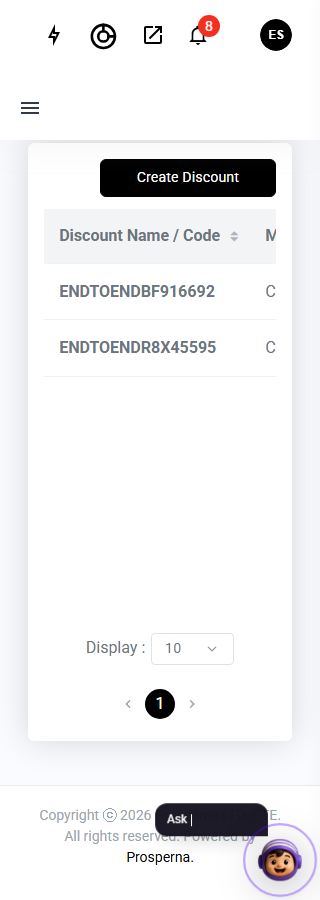 8
ES
Create Discount
Discount Name / Code
ENDTOENDBF916692 C
ENDTOENDR8X45595 C
Display : 10
1
Copyright © 2026
All rights reserved. Powered by
Prosperna.
Ask